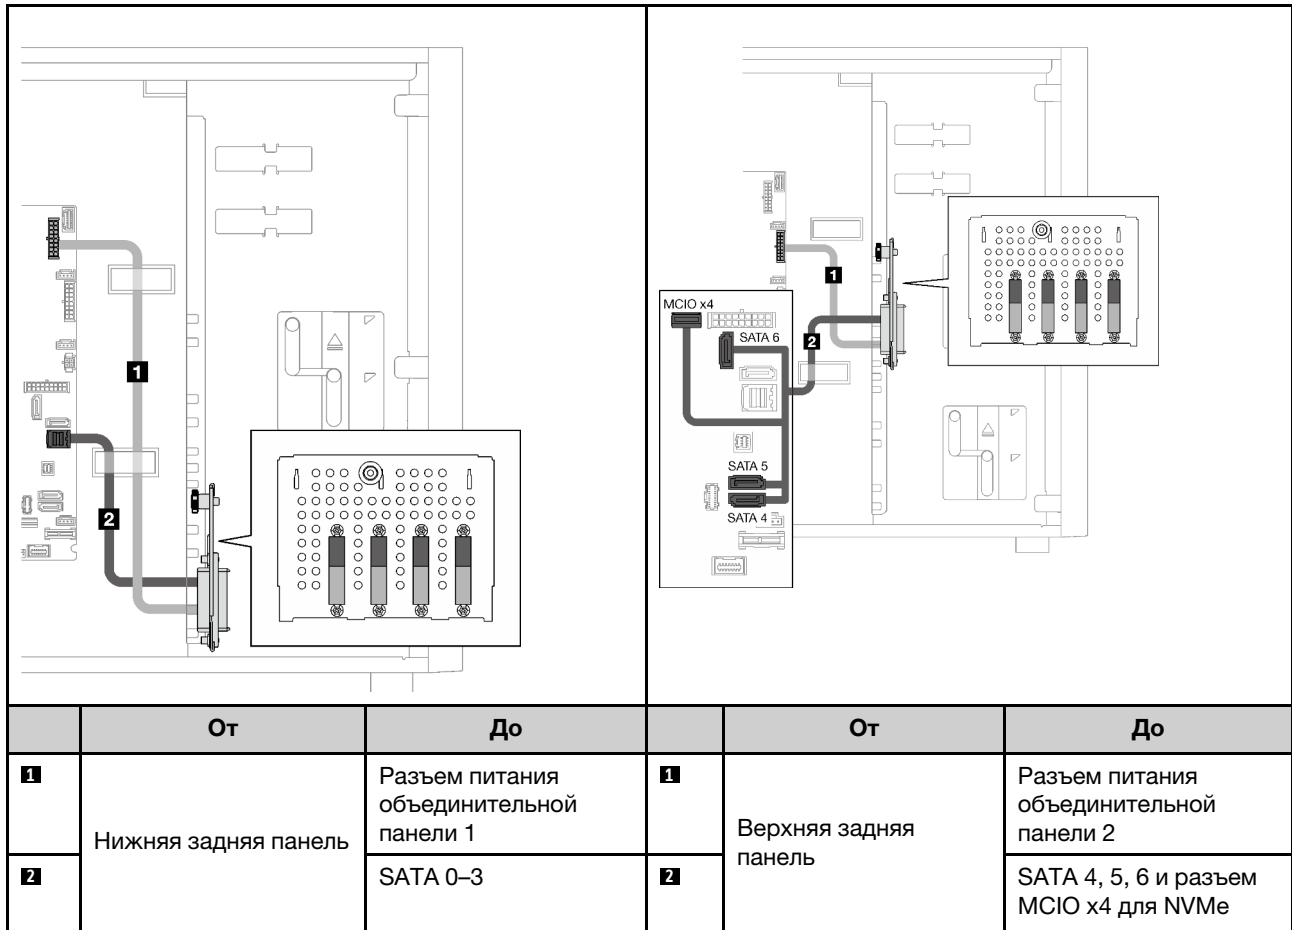 1
2
MCIO x4
SATA 6
1
2
SATA 5
SATA 4
От
До
От
До
1
Нижняя задняя панель
Разъем питания
объединительной
панели 1
1
Верхняя задняя
панель
Разъем питания
объединительной
панели 2
2
SATA 0–3
2
SATA 4, 5, 6 и разъем
MCIO x4 для NVMe